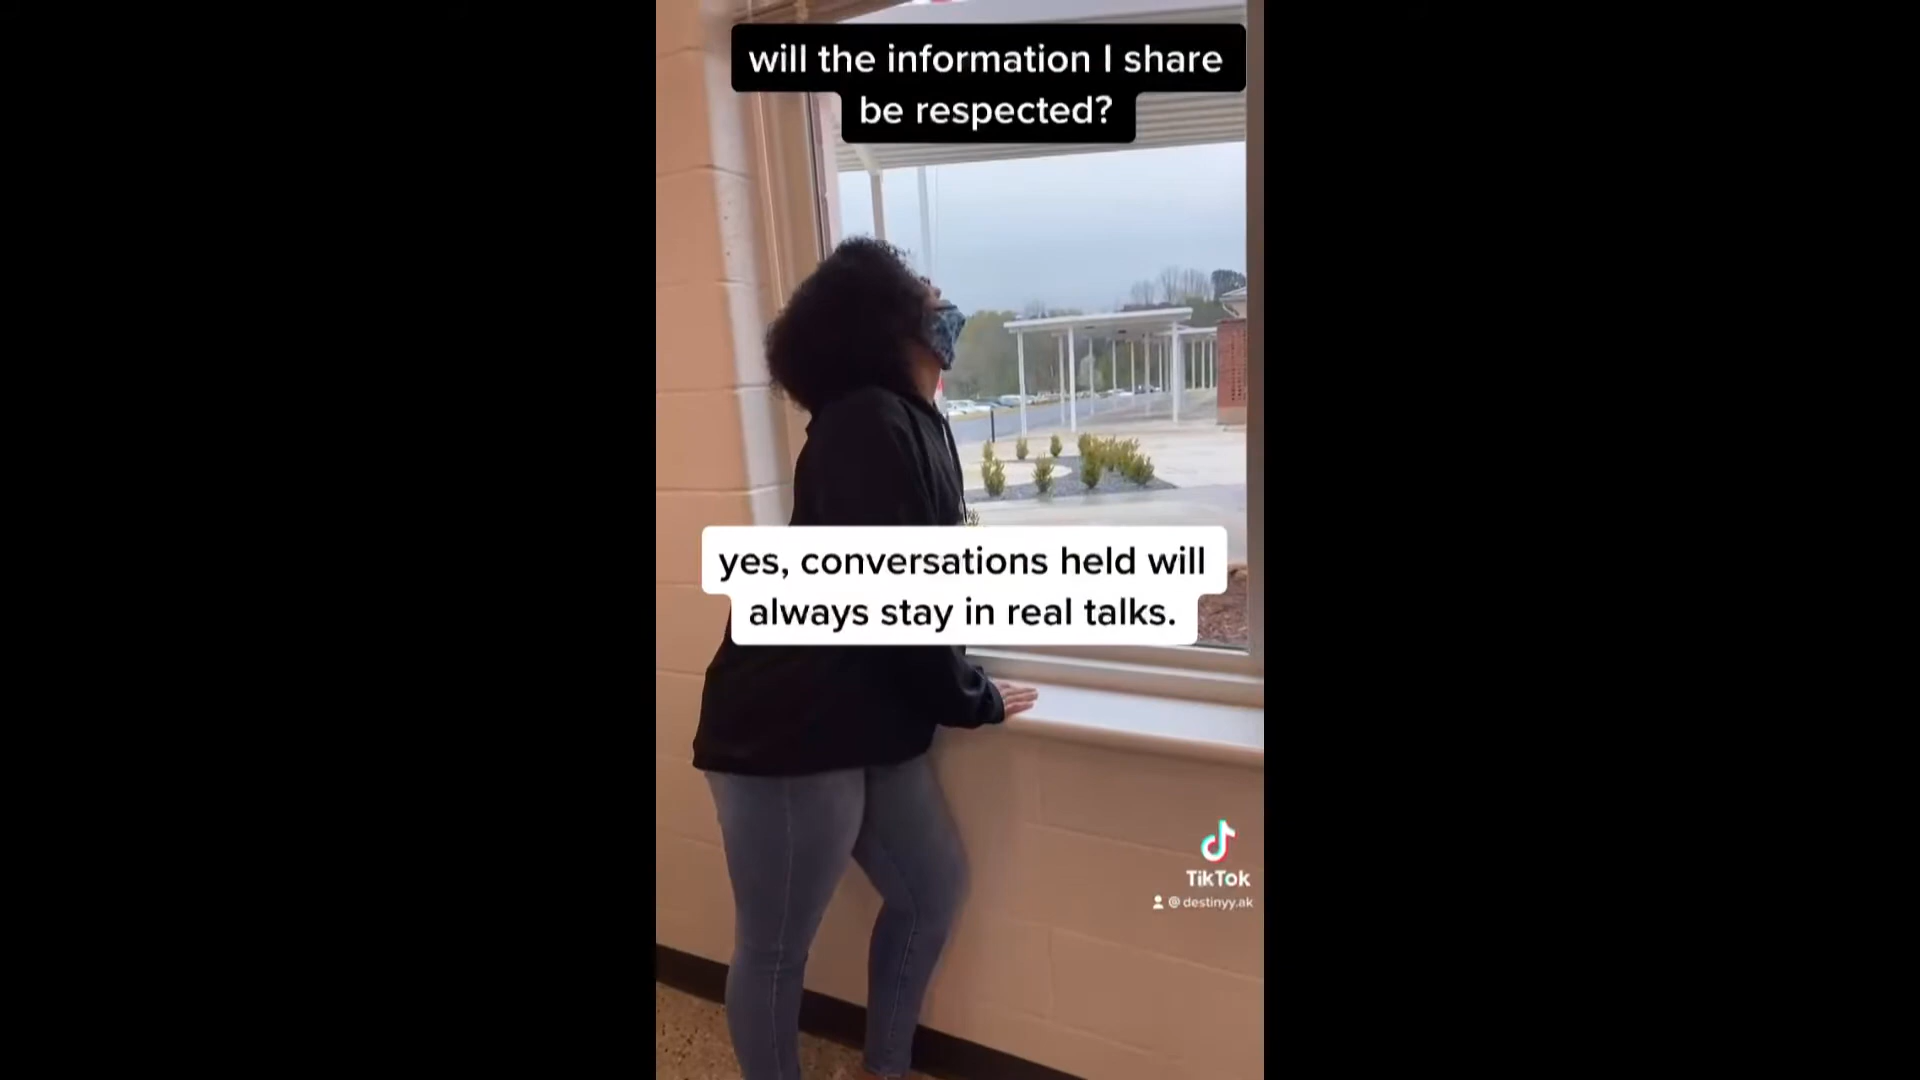 will the information I share
be respected?
yes, conversations held will
always stay in real talks.
TikTok
@destinyy.ak